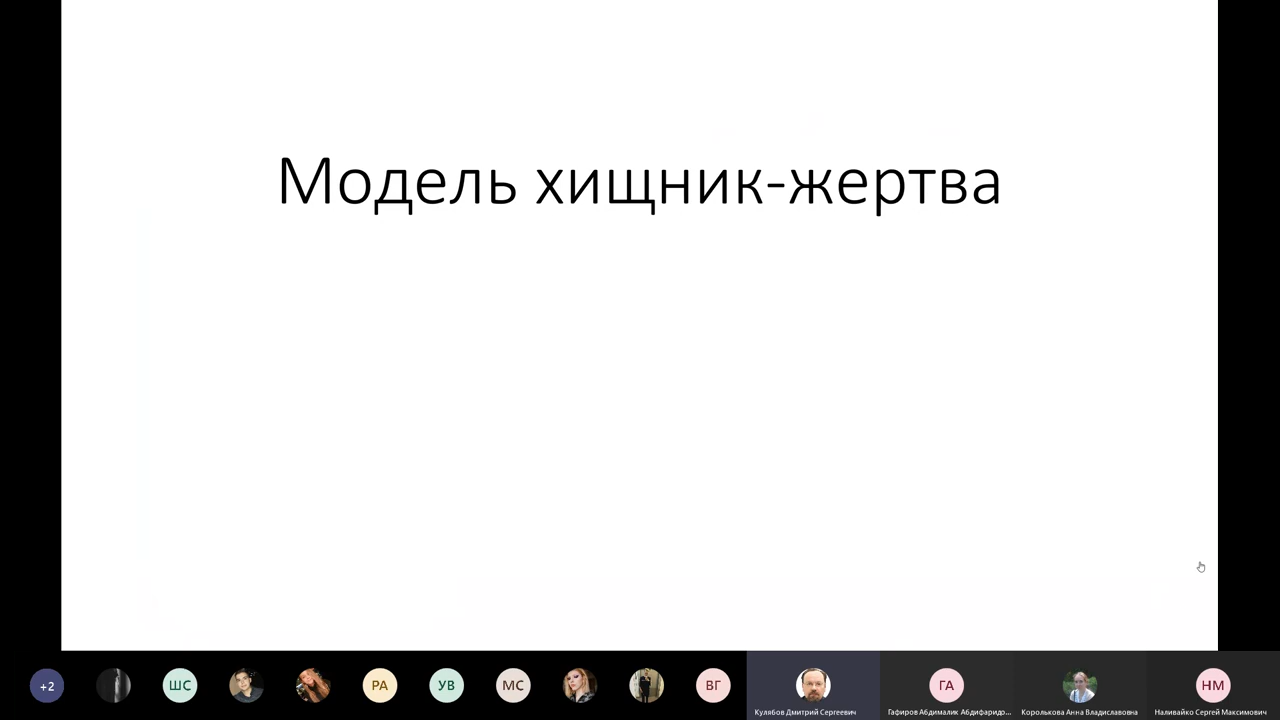 Модель хищник-жертва
+2
ШС
РА
УВ
МС
ВГ
ГА
НМ
Кулябов Дмитрий Сергеевич
Гафиров Абдималик Абдифаридр...
Королькова Анна Владиславовна
Наливайко Сергей Максимович